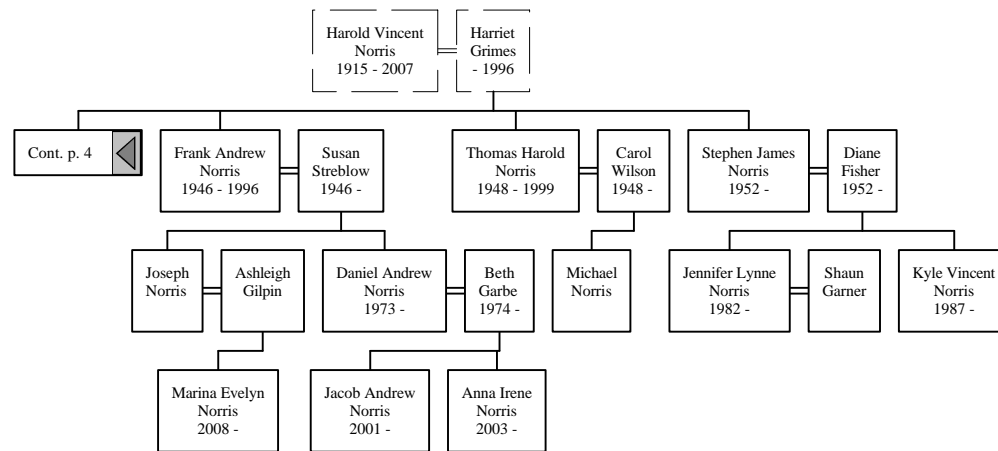 Harold Vincent
Norris
1915 - 2007
Harriet
Grimes
- 1996
Cont. p. 4
Frank Andrew
Norris
1946 - 1996
Susan
Streblow
1946 -
Thomas Harold
Norris
1948 - 1999
Carol
Wilson
1948 -
Stephen James
Norris
1952 -
Diane
Fisher
1952 -
Joseph
Norris
Ashleigh
Gilpin
Daniel Andrew
Norris
1973 -
Beth
Garbe
1974 -
Michael
Norris
Jennifer Lynne
Norris
1982 -
Shaun
Garner
Kyle Vincent
Norris
1987 -
Marina Evelyn
Norris
2008 -
Jacob Andrew
Norris
2001 -
Anna Irene
Norris
2003 -